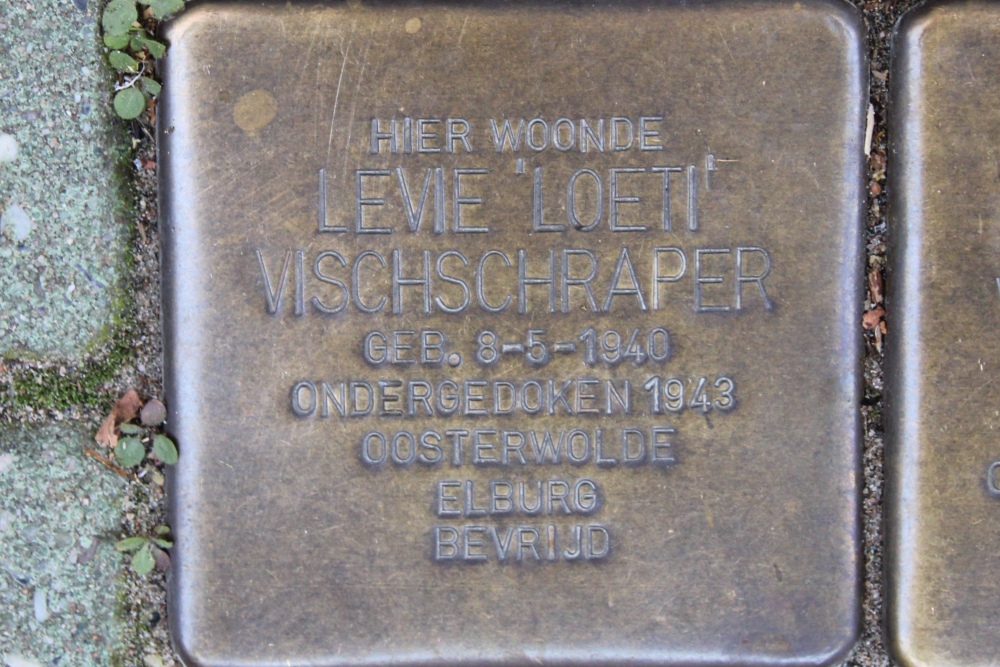 HIER WOONDE
LEVIE 'LOETI'
VISCHSCHRAPER
GEB. 8-5-1940
ONDERGEDOKEN 1943
OOSTERWOLDE
ELBURG
BEVRIJD